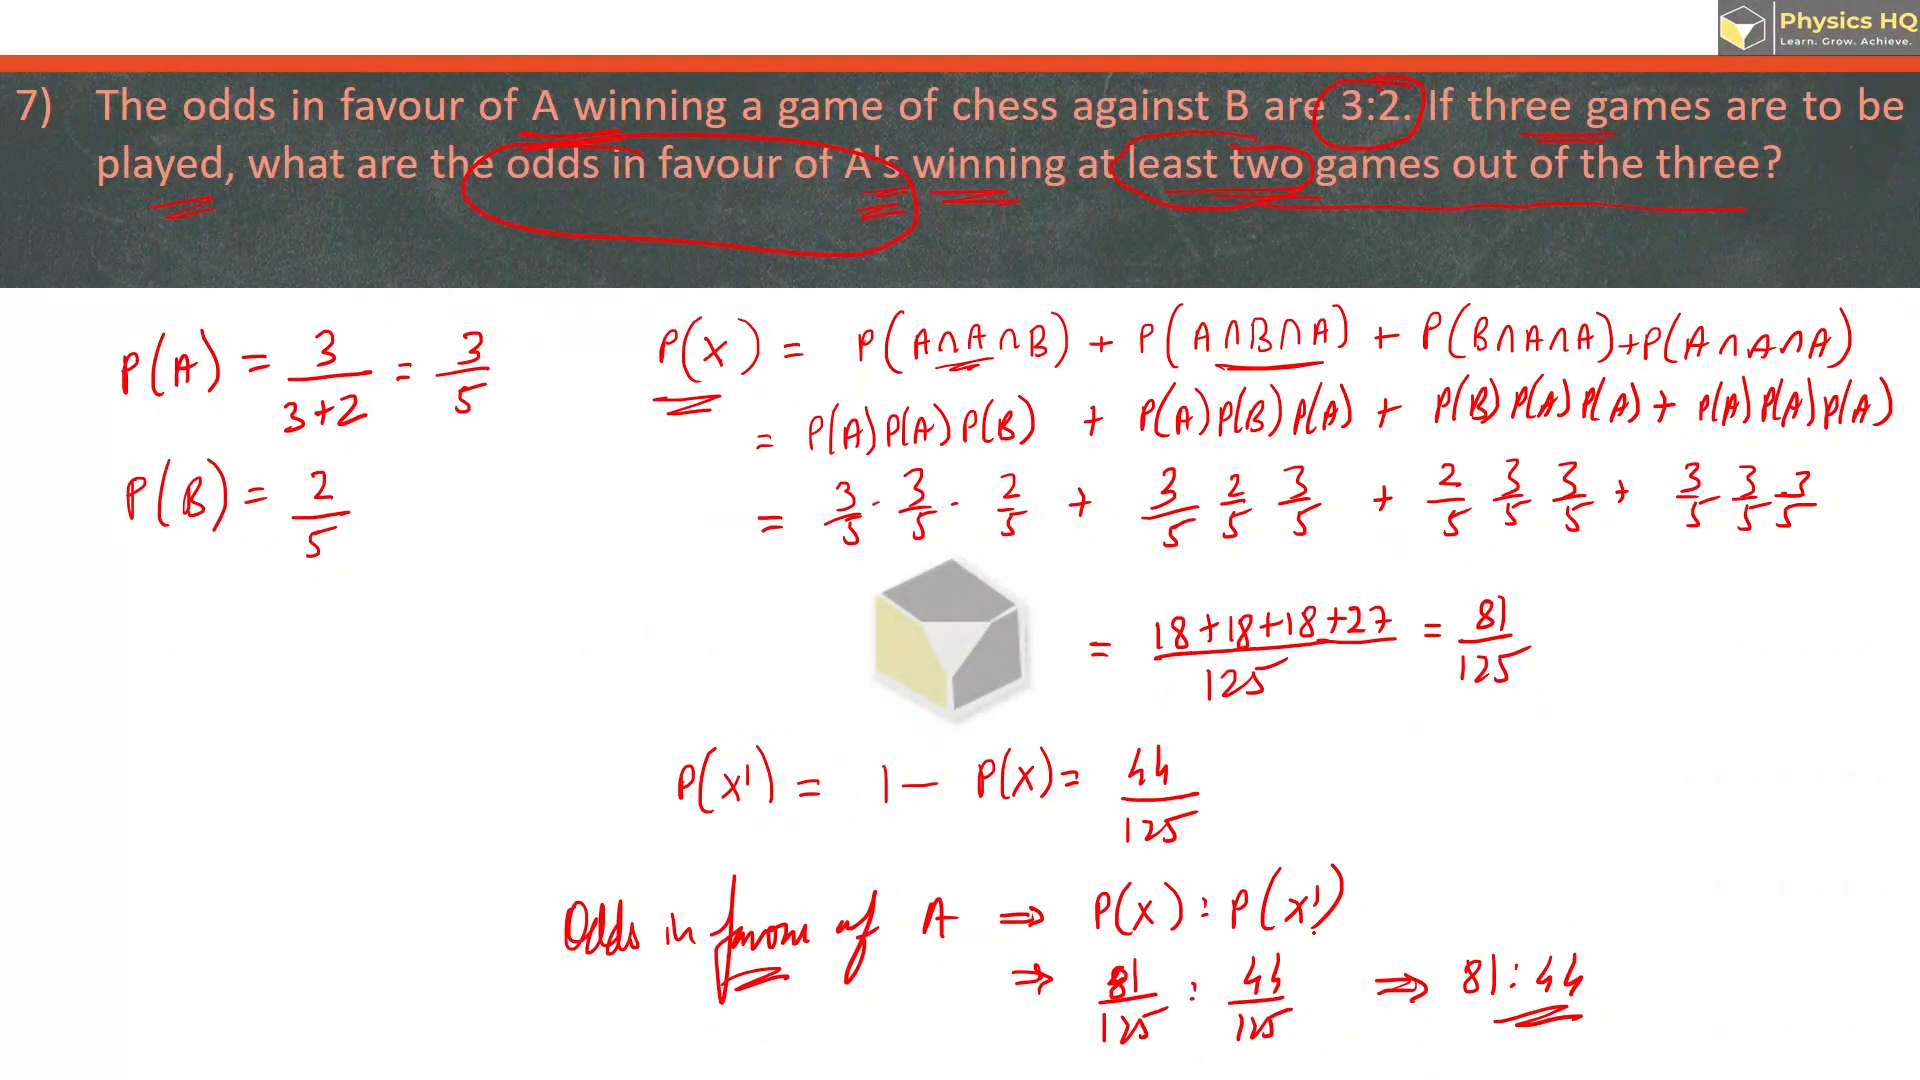 Physics HQ
Learn. Grow. Achieve.
7) The odds in favour of A winning a game of chess against B are 3:2. If three games are to be
played, what are the odds in favour of A's winning at least two games out of the three?
P(A) = 3/(3+2) = 3/5
P(B) = 2/5
P(X) = P(A∩A∩B) + P(A∩B∩A) + P(B∩A∩A)+P(A∩A∩A)
= P(A)P(A)P(B) + P(A)P(B)P(A) + P(B)P(A)P(A) + P(A)P(A)P(A)
= 3/5 · 3/5 · 2/5 + 3/5 2/5 3/5 + 2/5 3/5 3/5 + 3/5 3/5 3/5
= (18+18+18+27)/125 = 81/125
P(X') = 1 − P(X) = 44/125
Odds in favour of A ⇒ P(X) : P(X')
⇒ 81/125 : 44/125 ⇒ 81:44